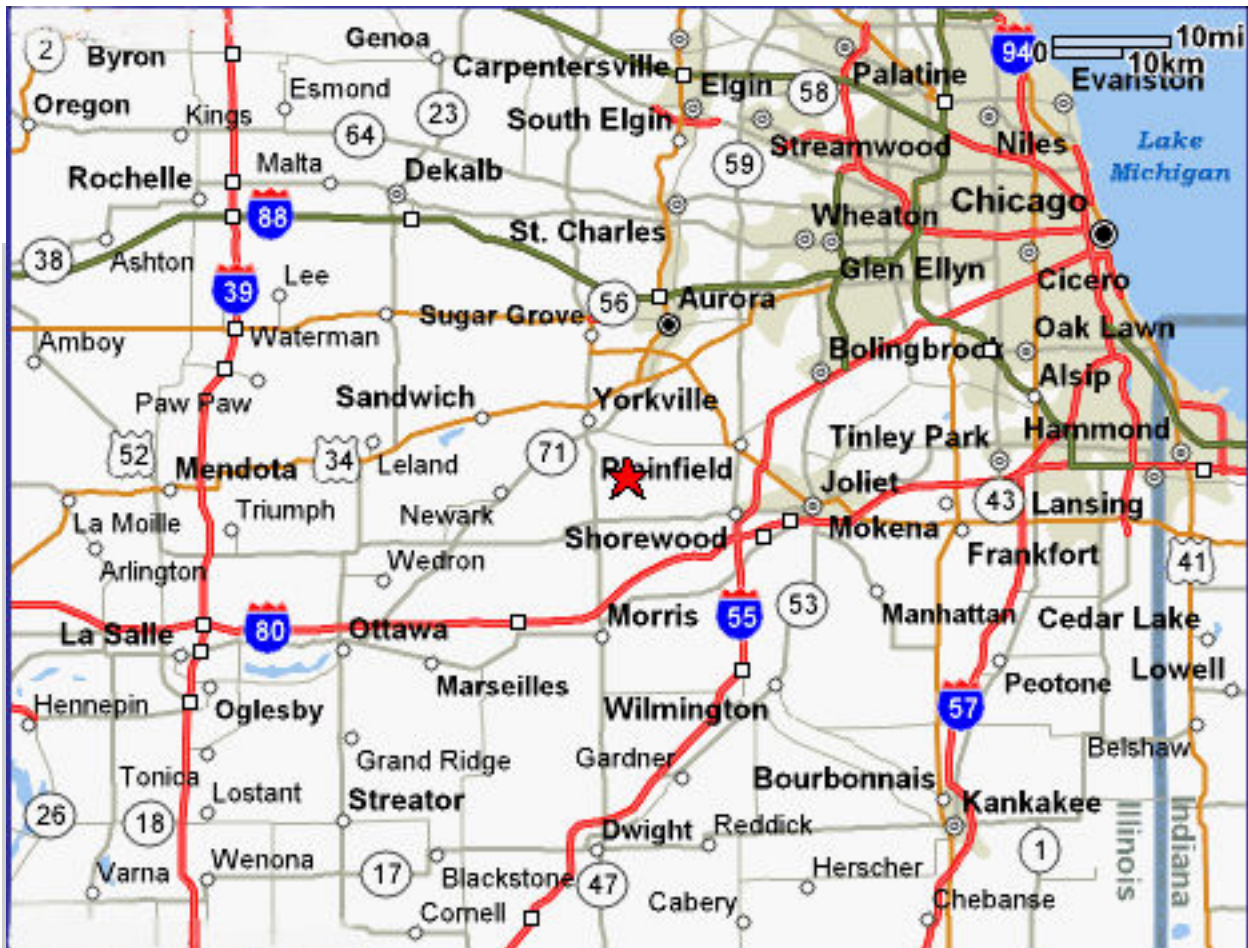 2
Byron
Genoa
Carpentersville
94
0
10mi
10km
Esmond
Elgin
58
Palatine
Evanston
Oregon
Kings
64
23
South Elgin
59
Streamwood
Niles
Lake
Michigan
Rochelle
Malta
Dekalb
Chicago
88
St. Charles
Wheaton
38
Ashton
Lee
Glen Ellyn
Cicero
39
56
Aurora
Amboy
Waterman
Sugar Grove
Oak Lawn
Bolingbrook
Alsip
Paw Paw
Sandwich
Yorkville
52
34
71
Tinley Park
Hammond
Mendota
Leland
Plainfield
Joliet
43
Lansing
La Moille
Triumph
Newark
Shorewood
Mokena
Frankfort
41
Arlington
Wedron
La Salle
80
Ottawa
Morris
55
53
Manhattan
Cedar Lake
Marseilles
Lowell
Hennepin
Oglesby
Wilmington
57
Peotone
Tonica
Grand Ridge
Gardner
Belshaw
Bourbonnais
26
18
Lostant
Streator
Kankakee
Illinois
Indiana
Dwight
Reddick
1
Varna
Wenona
17
Blackstone
47
Herscher
Cornell
Cabery
Chebanse